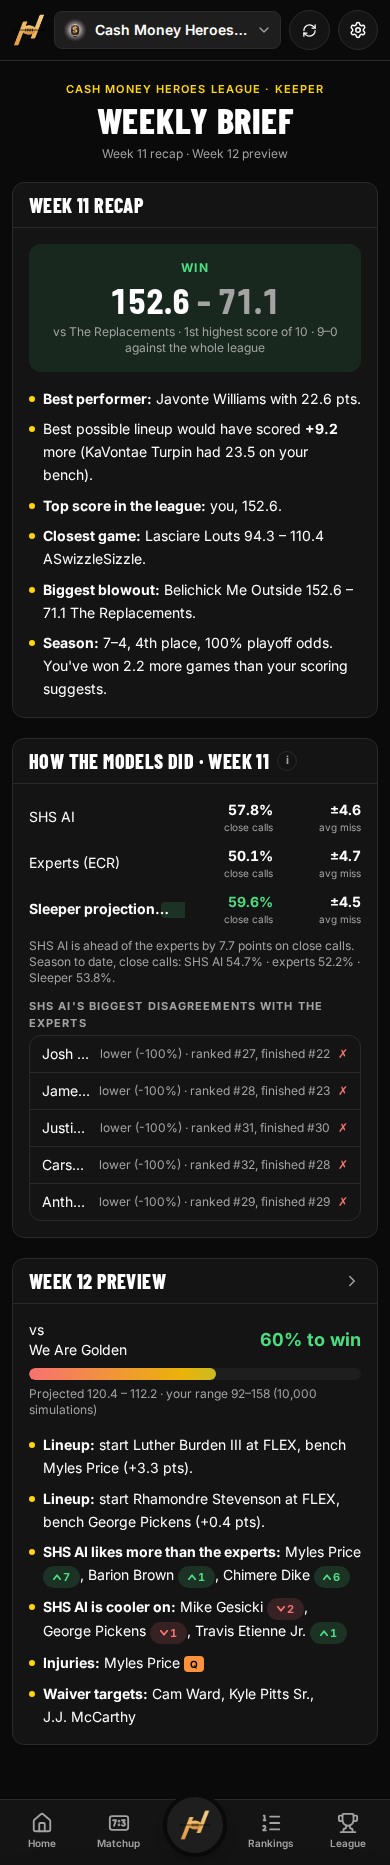 Cash Money Heroes...
CASH MONEY HEROES LEAGUE · KEEPER
WEEKLY BRIEF
Week 11 recap · Week 12 preview
WEEK 11 RECAP
WIN
152.6 – 71.1
vs The Replacements · 1st highest score of 10 · 9–0
against the whole league
Best performer: Javonte Williams with 22.6 pts.
Best possible lineup would have scored +9.2
more (KaVontae Turpin had 23.5 on your
bench).
Top score in the league: you, 152.6.
Closest game: Lasciare Louts 94.3 – 110.4
ASwizzleSizzle.
Biggest blowout: Belichick Me Outside 152.6 –
71.1 The Replacements.
Season: 7–4, 4th place, 100% playoff odds.
You've won 2.2 more games than your scoring
suggests.
HOW THE MODELS DID · WEEK 11 i
SHS AI 57.8% ±4.6
close calls avg miss
Experts (ECR) 50.1% ±4.7
close calls avg miss
Sleeper projection... 59.6% ±4.5
close calls avg miss
SHS AI is ahead of the experts by 7.7 points on close calls.
Season to date, close calls: SHS AI 54.7% · experts 52.2% ·
Sleeper 53.8%.
SHS AI'S BIGGEST DISAGREEMENTS WITH THE
EXPERTS
Josh ... lower (-100%) · ranked #27, finished #22 ✗
Jame... lower (-100%) · ranked #28, finished #23 ✗
Justi... lower (-100%) · ranked #31, finished #30 ✗
Cars... lower (-100%) · ranked #32, finished #28 ✗
Anth... lower (-100%) · ranked #29, finished #29 ✗
WEEK 12 PREVIEW
vs
We Are Golden
60% to win
Projected 120.4 – 112.2 · your range 92–158 (10,000
simulations)
Lineup: start Luther Burden III at FLEX, bench
Myles Price (+3.3 pts).
Lineup: start Rhamondre Stevenson at FLEX,
bench George Pickens (+0.4 pts).
SHS AI likes more than the experts: Myles Price
7, Barion Brown 1, Chimere Dike 6
SHS AI is cooler on: Mike Gesicki 2,
George Pickens 1, Travis Etienne Jr. 1
Injuries: Myles Price Q
Waiver targets: Cam Ward, Kyle Pitts Sr.,
J.J. McCarthy
7:3
Home Matchup Rankings League